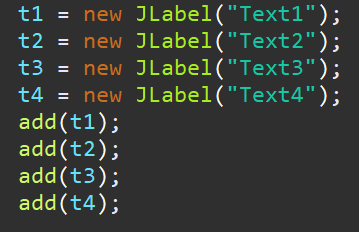 t1 = new JLabel("Text1");
t2 = new JLabel("Text2");
t3 = new JLabel("Text3");
t4 = new JLabel("Text4");
add(t1);
add(t2);
add(t3);
add(t4);